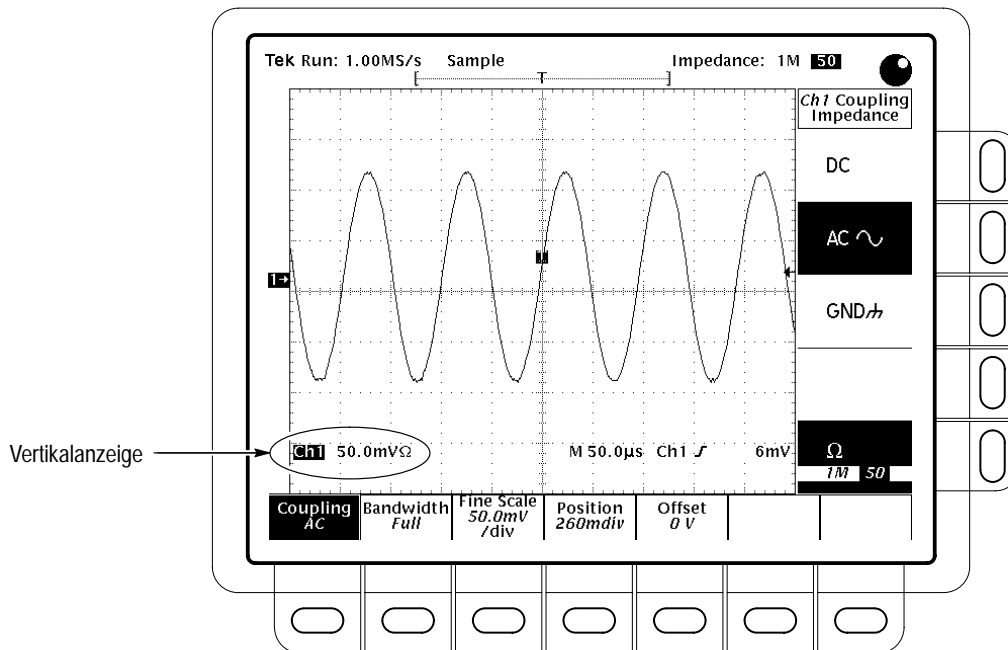 Tek Run: 1.00MS/s Sample Impedance: 1M 50
T
Ch1 Coupling
Impedance
DC
AC
GND
1→
Vertikalanzeige
Ch1 50.0mVΩ M 50.0µs Ch1 6mV
Ω
1M 50
Coupling
AC
Bandwidth
Full
Fine Scale
50.0mV
/div
Position
260mdiv
Offset
0 V